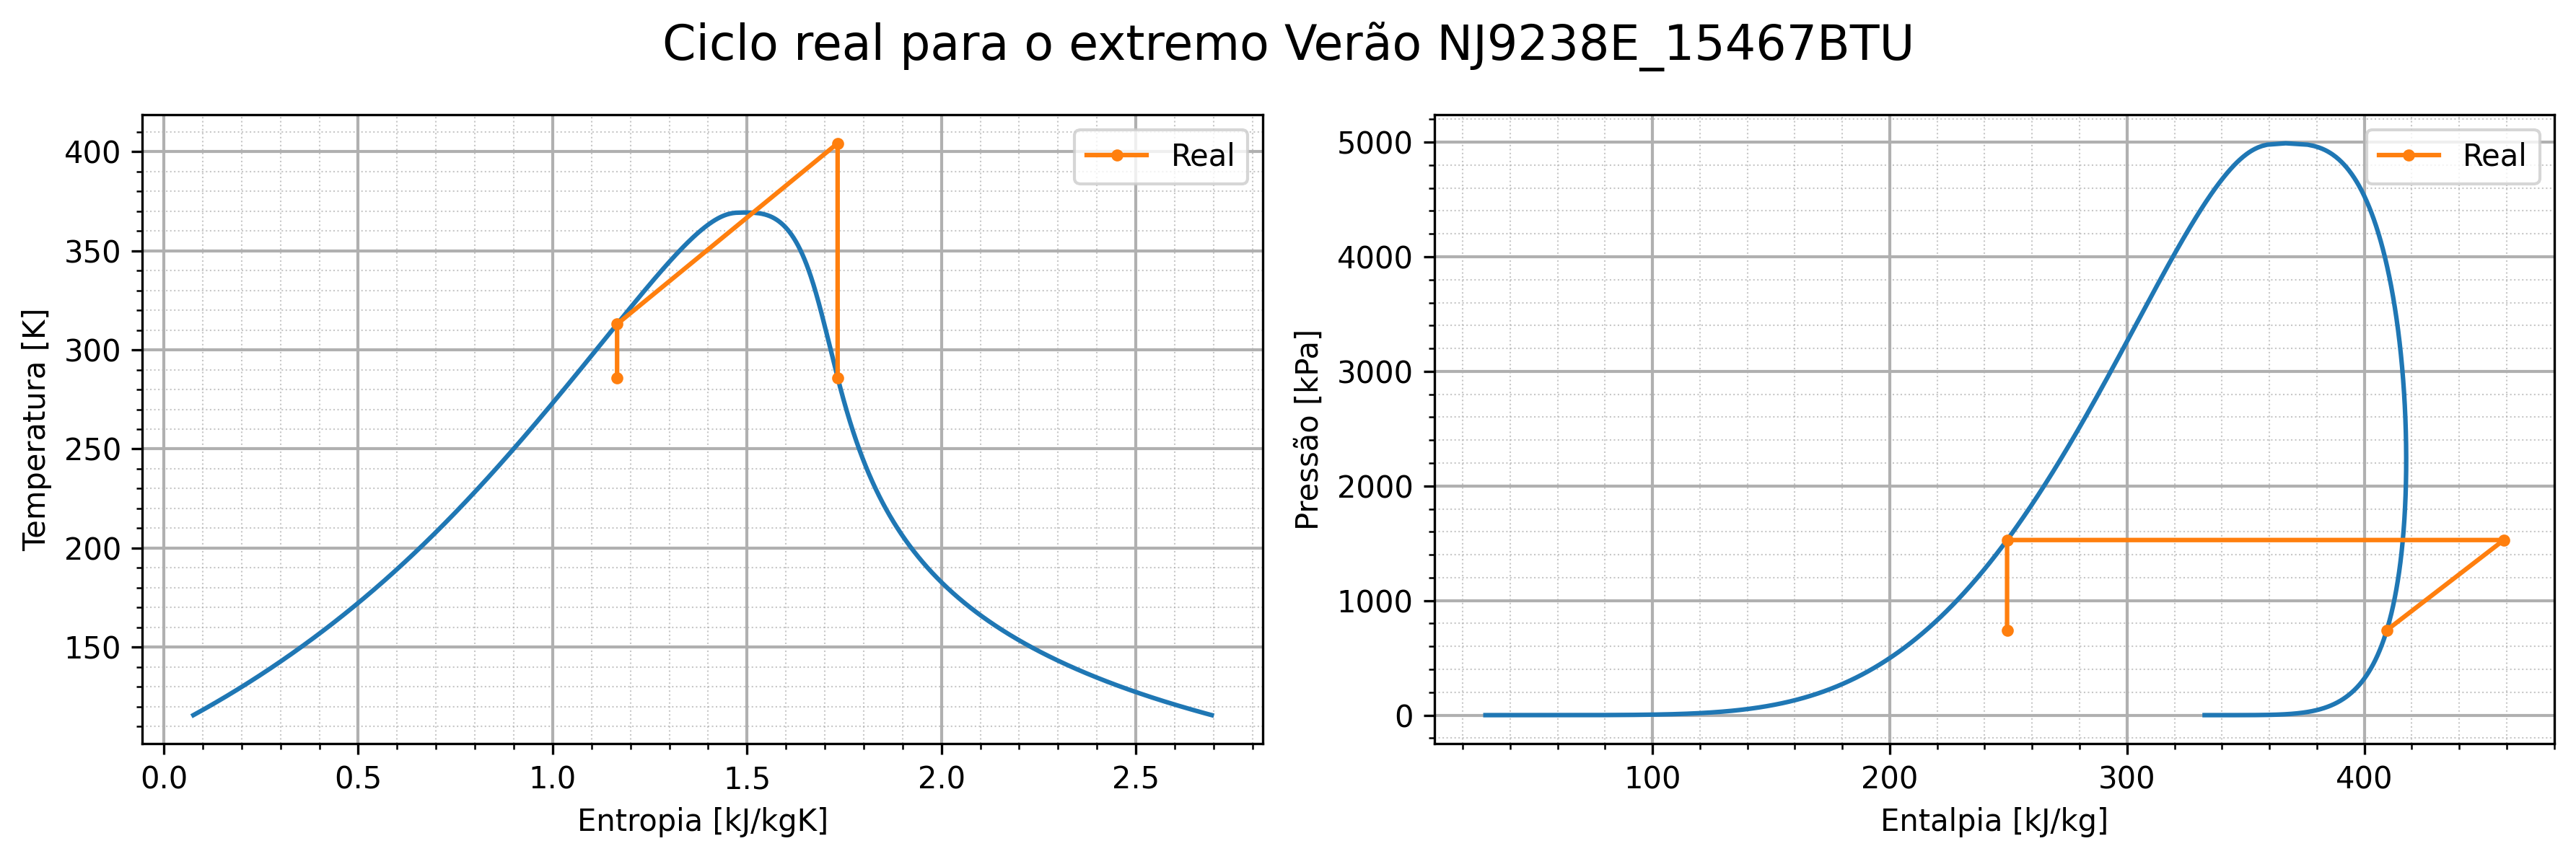 Ciclo real para o extremo Verão NJ9238E_15467BTU
Temperatura [K]
400
350
300
250
200
150
Real
0.0 0.5 1.0 1.5 2.0 2.5
Entropia [kJ/kgK]
Pressão [kPa]
5000
4000
3000
2000
1000
0
Real
100 200 300 400
Entalpia [kJ/kg]